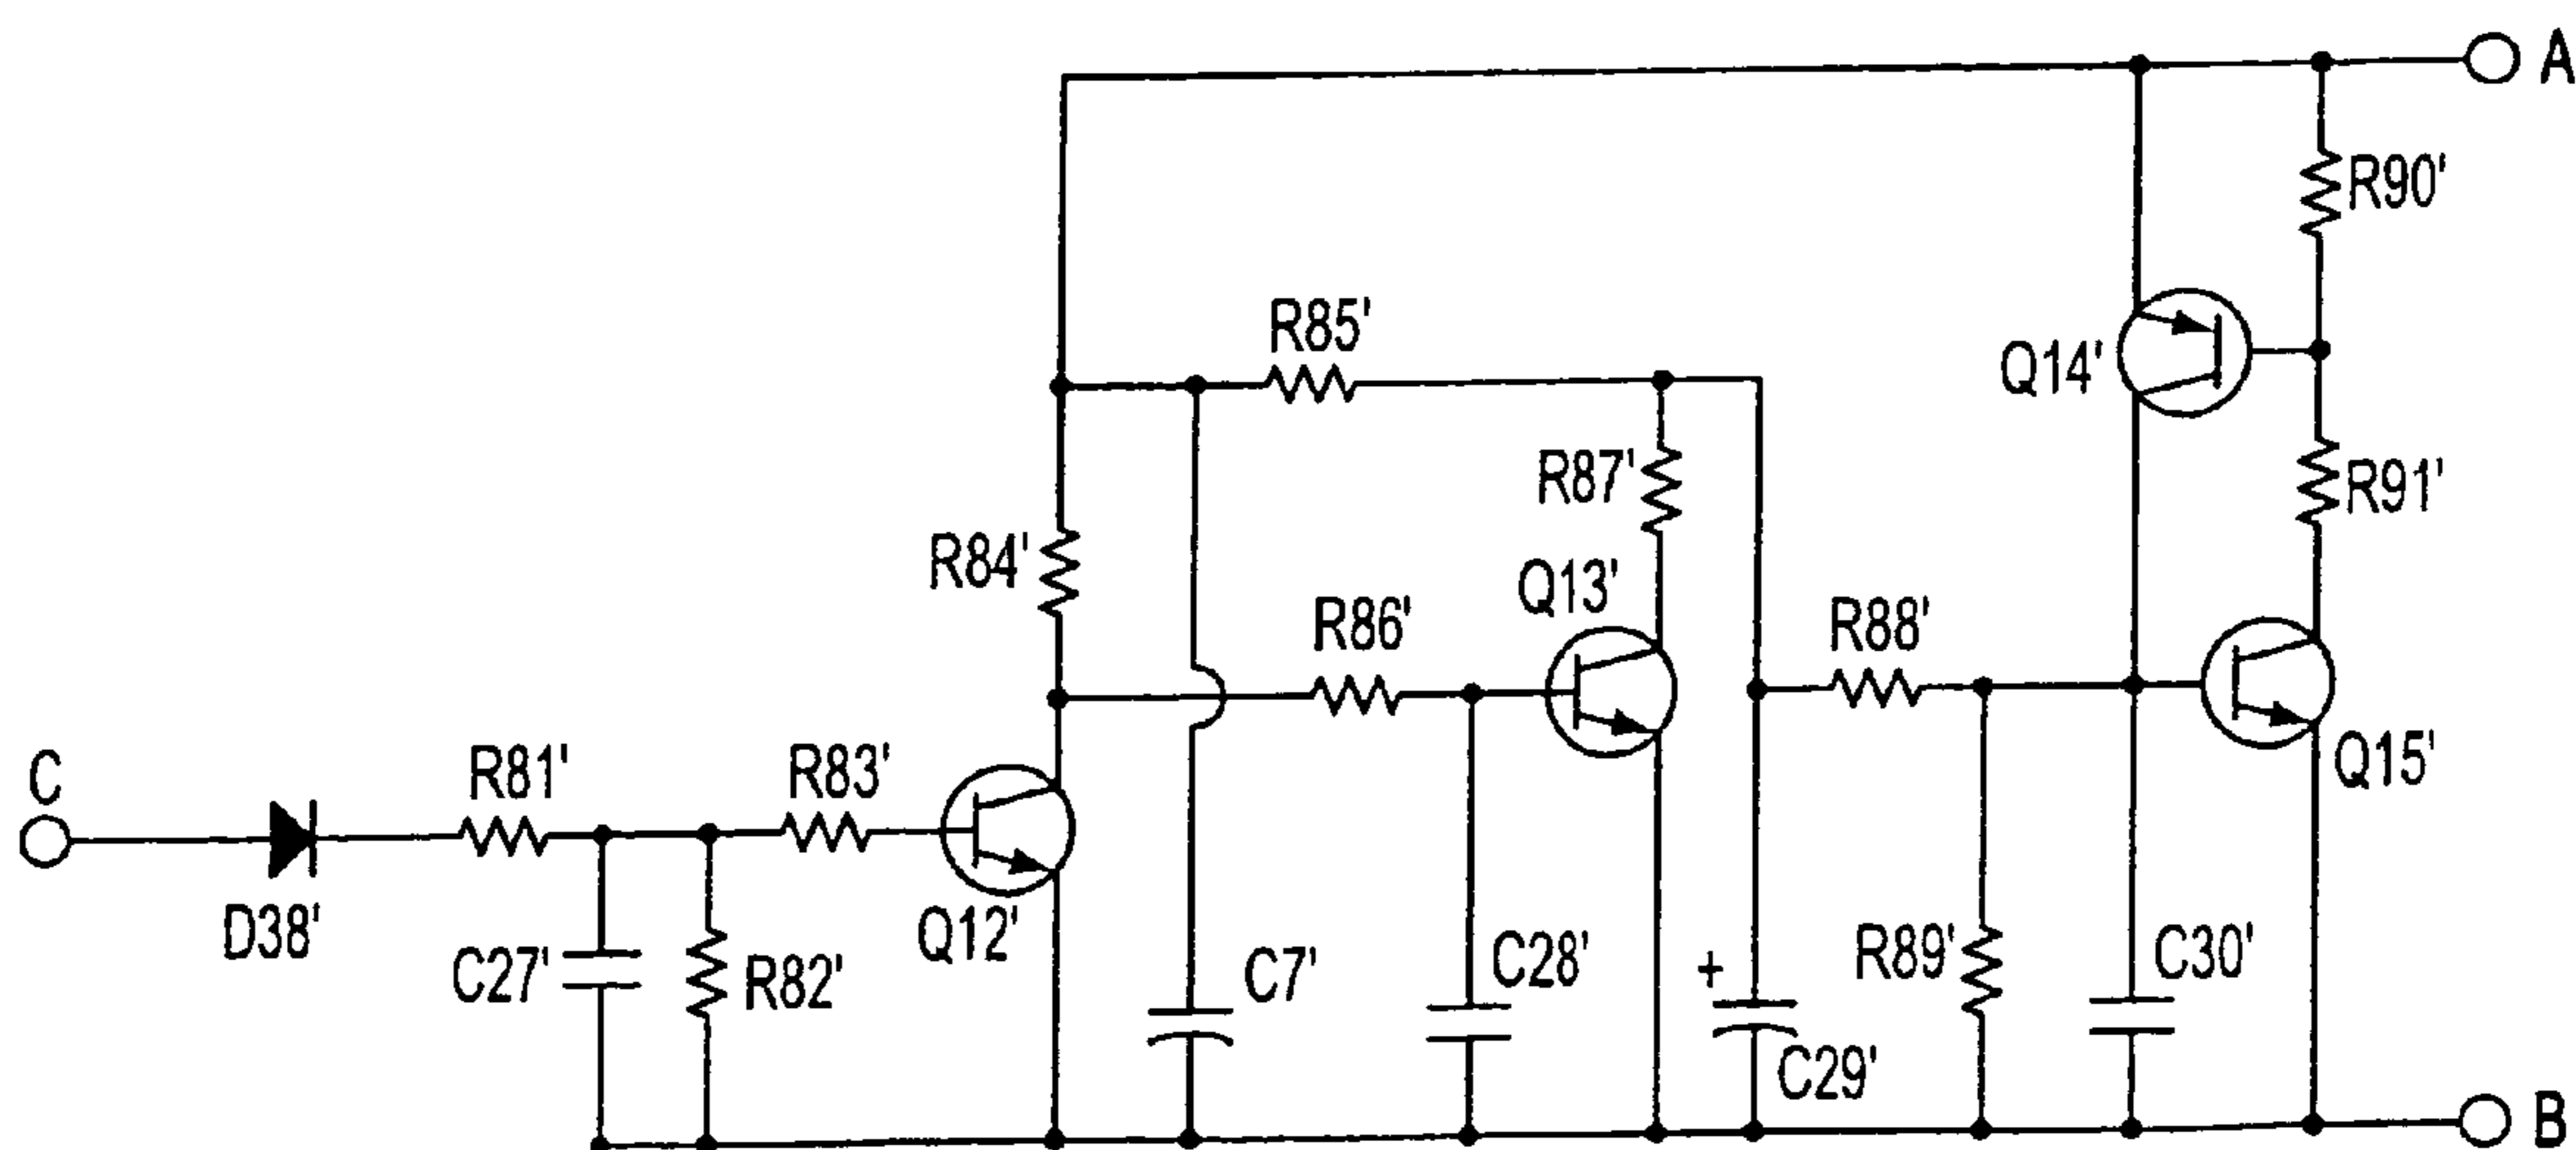 A
R90'
R85'
Q14'
R87'
R91'
R84'
Q13'
R86'
R88'
C
R81'
R83'
Q15'
D38'
Q12'
C27'
R82'
C7'
C28'
+
C29'
R89'
C30'
B